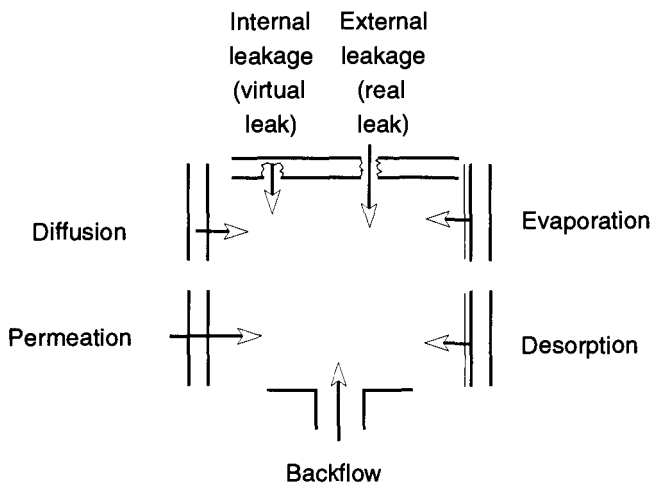 Internal
leakage
(virtual
leak)
External
leakage
(real
leak)
Diffusion
Evaporation
Permeation
Desorption
Backflow